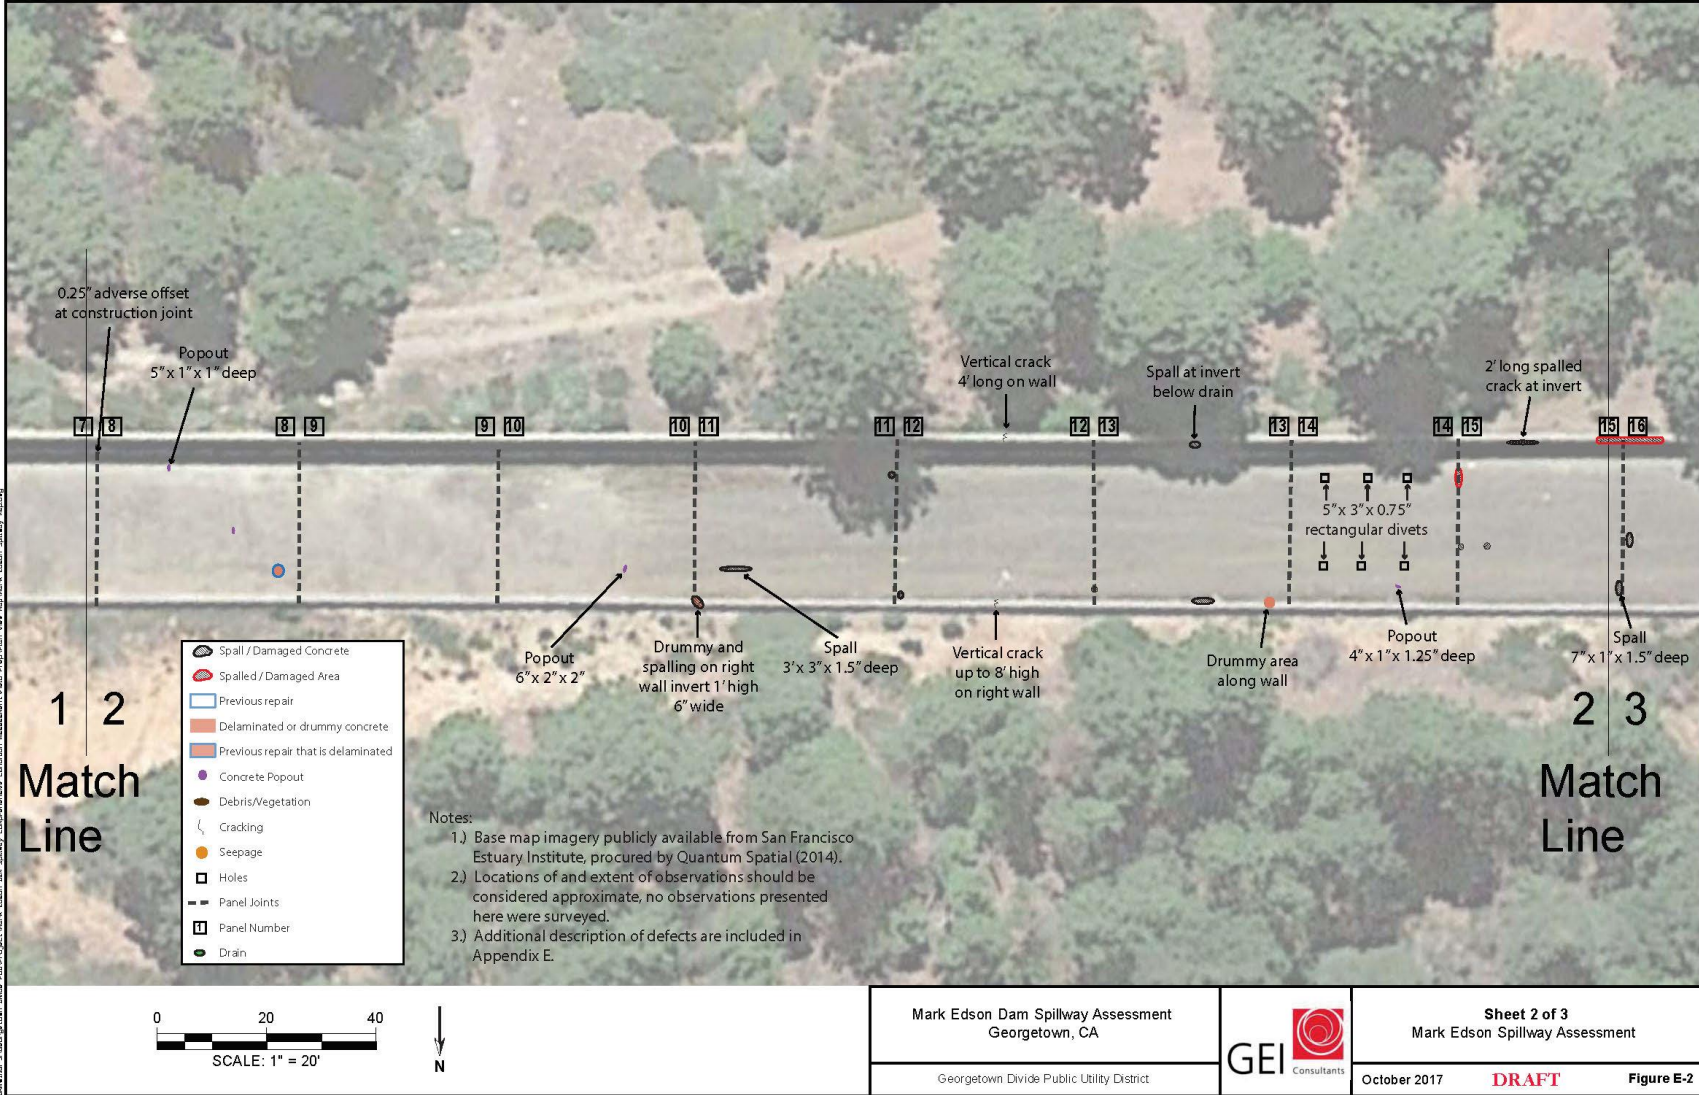 0.25" adverse offset
at construction joint
Popout
5" x 1" x 1" deep
Vertical crack
4' long on wall
Spall at invert
below drain
2' long spalled
crack at invert
7 8
8 9
9 10
10 11
11 12
12 13
13 14
14 15
15 16
5" x 3" x 0.75"
rectangular divets
Popout
6" x 2" x 2"
Drummy and
spalling on right
wall invert 1' high
6" wide
Spall
3' x 3" x 1.5" deep
Vertical crack
up to 8' high
on right wall
Drummy area
along wall
Popout
4" x 1" x 1.25" deep
Spall
7" x 1" x 1.5" deep
1 2
Match
Line
2 3
Match
Line
Spall / Damaged Concrete
Spalled / Damaged Area
Previous repair
Delaminated or drummy concrete
Previous repair that is delaminated
Concrete Popout
Debris/Vegetation
Cracking
Seepage
Holes
Panel Joints
1 Panel Number
Drain
Notes:
1.) Base map imagery publicly available from San Francisco
Estuary Institute, procured by Quantum Spatial (2014).
2.) Locations of and extent of observations should be
considered approximate, no observations presented
here were surveyed.
3.) Additional description of defects are included in
Appendix E.
0 20 40
SCALE: 1" = 20'
N
Mark Edson Dam Spillway Assessment
Georgetown, CA
Georgetown Divide Public Utility District
GEI Consultants
Sheet 2 of 3
Mark Edson Spillway Assessment
October 2017 DRAFT Figure E-2